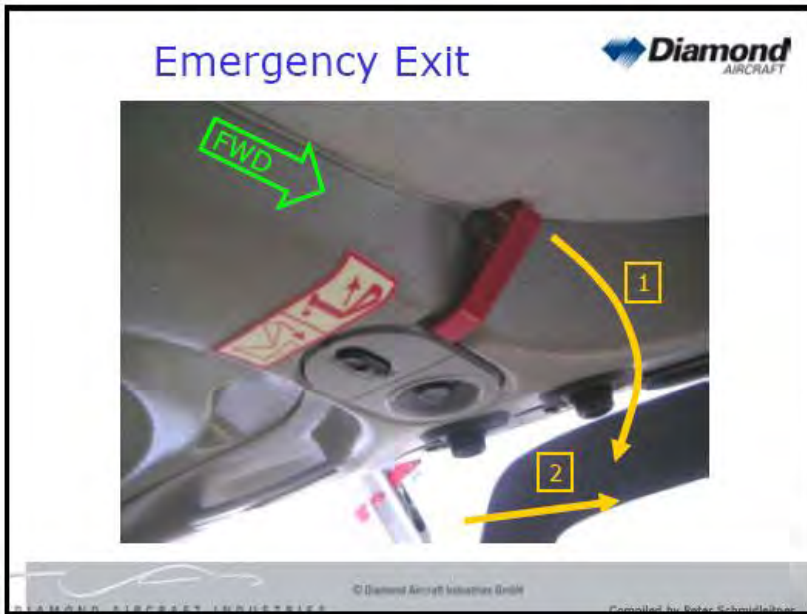 Emergency Exit
Diamond
AIRCRAFT
FWD
1
2
© Diamond Aircraft Industries GmbH
DIAMOND AIRCRAFT INDUSTRIES
Compiled by Peter Schmidleitner